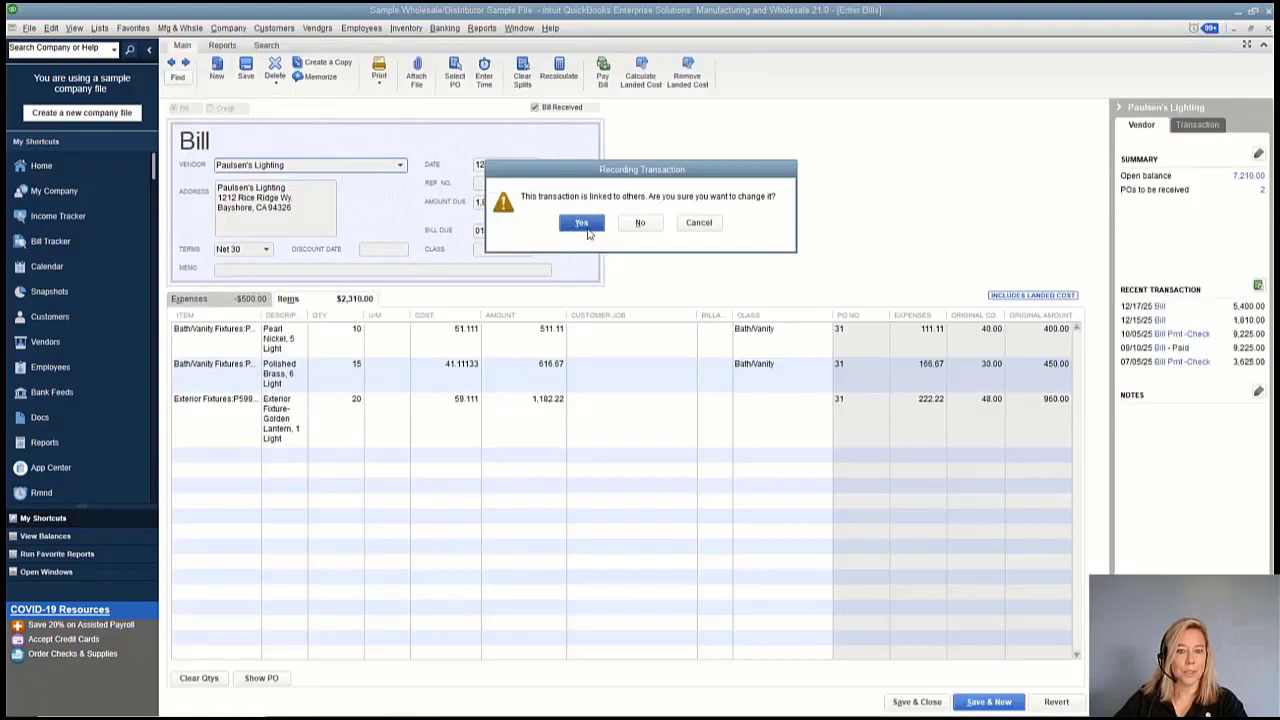 Sample Wholesale/Distributor Sample File - Intuit QuickBooks Enterprise Solutions: Manufacturing and Wholesale 21.0 - [Enter Bills]
File Edit View Lists Favorites Mfg & Whsle Company Customers Vendors Employees Inventory Banking Reports Window Help
99+
Search Company or Help
Main Reports Search
You are using a sample
company file
Create a new company file
Find
New
Save
Delete
Create a Copy
Memorize
Print
Attach
File
Select
PO
Enter
Time
Clear
Splits
Recalculate
Pay
Bill
Calculate
Landed Cost
Remove
Landed Cost
My Shortcuts
Home
My Company
Income Tracker
Bill Tracker
Calendar
Snapshots
Customers
Vendors
Employees
Bank Feeds
Docs
Reports
App Center
Rmnd
My Shortcuts
View Balances
Run Favorite Reports
Open Windows
COVID-19 Resources
Save 20% on Assisted Payroll
Accept Credit Cards
Order Checks & Supplies
Bill Credit
Bill Received
Bill
VENDOR Paulsen's Lighting
DATE 12
ADDRESS
Paulsen's Lighting
1212 Rice Ridge Wy.
Bayshore, CA 94326
REF. NO.
AMOUNT DUE 1,8
BILL DUE 01
TERMS Net 30 DISCOUNT DATE CLASS
MEMO
Recording Transaction
This transaction is linked to others. Are you sure you want to change it?
Yes No Cancel
Expenses -$500.00 Items $2,310.00
INCLUDES LANDED COST
ITEM DESCRIP QTY U/M COST AMOUNT CUSTOMER:JOB BILLA... CLASS PO NO EXPENSES ORIGINAL CO... ORIGINAL AMOUNT
Bath/Vanity Fixtures:P... Pearl Nickel, 5 Light 10 51.111 511.11 Bath/Vanity 31 111.11 40.00 400.00
Bath/Vanity Fixtures:P... Polished Brass, 6 Light 15 41.11133 616.67 Bath/Vanity 31 166.67 30.00 450.00
Exterior Fixtures:P599... Exterior Fixture- Golden Lantern, 1 Light 20 59.111 1,182.22 31 222.22 48.00 960.00
Clear Qtys Show PO
Save & Close Save & New Revert
Paulsen's Lighting
Vendor Transaction
SUMMARY
Open balance 7,210.00
POs to be received 2
RECENT TRANSACTION
12/17/25 Bill 5,400.00
12/15/25 Bill 1,810.00
10/05/25 Bill Pmt -Check 9,225.00
09/10/25 Bill - Paid 9,225.00
07/05/25 Bill Pmt -Check 3,625.00
NOTES